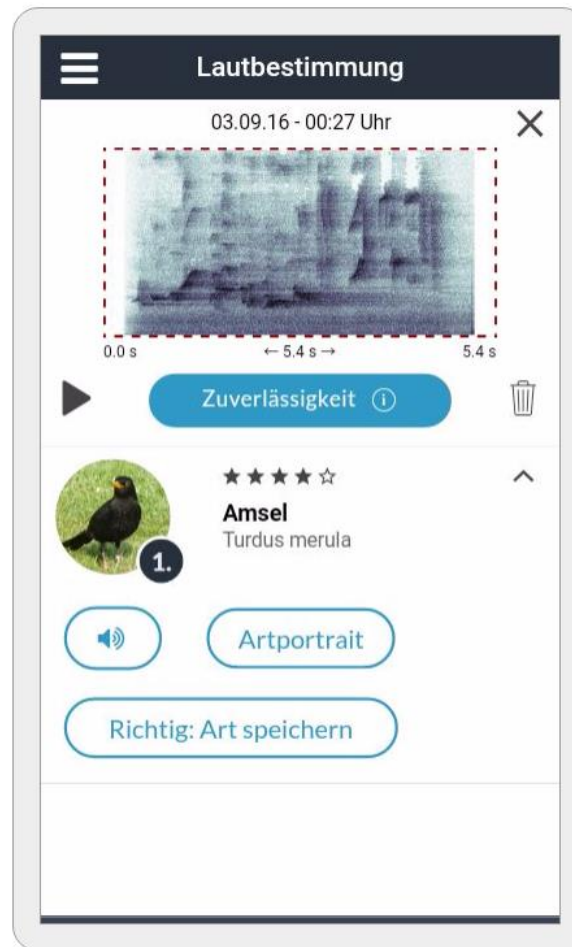 Lautbestimmung
03.09.16 - 00:27 Uhr
0.0 s ← 5.4 s → 5.4 s
Zuverlässigkeit i
★★★★☆
Amsel
Turdus merula
1.
Artportrait
Richtig: Art speichern